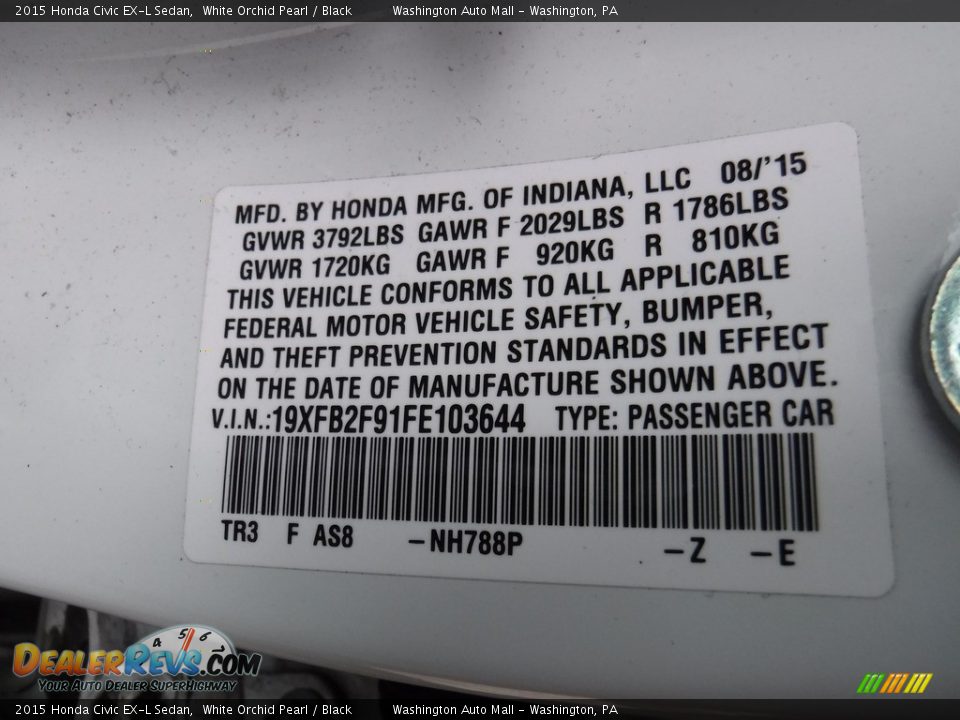 2015 Honda Civic EX-L Sedan, White Orchid Pearl / Black Washington Auto Mall - Washington, PA
MFD. BY HONDA MFG. OF INDIANA, LLC 08/'15
GVWR 3792LBS GAWR F 2029LBS R 1786LBS
GVWR 1720KG GAWR F 920KG R 810KG
THIS VEHICLE CONFORMS TO ALL APPLICABLE
FEDERAL MOTOR VEHICLE SAFETY, BUMPER,
AND THEFT PREVENTION STANDARDS IN EFFECT
ON THE DATE OF MANUFACTURE SHOWN ABOVE.
V.I.N.:19XFB2F91FE103644 TYPE: PASSENGER CAR
TR3 F AS8 -NH788P -Z -E
4 5 6
DEALERREVS.COM
YOUR AUTO DEALER SUPERHIGHWAY
2015 Honda Civic EX-L Sedan, White Orchid Pearl / Black Washington Auto Mall - Washington, PA